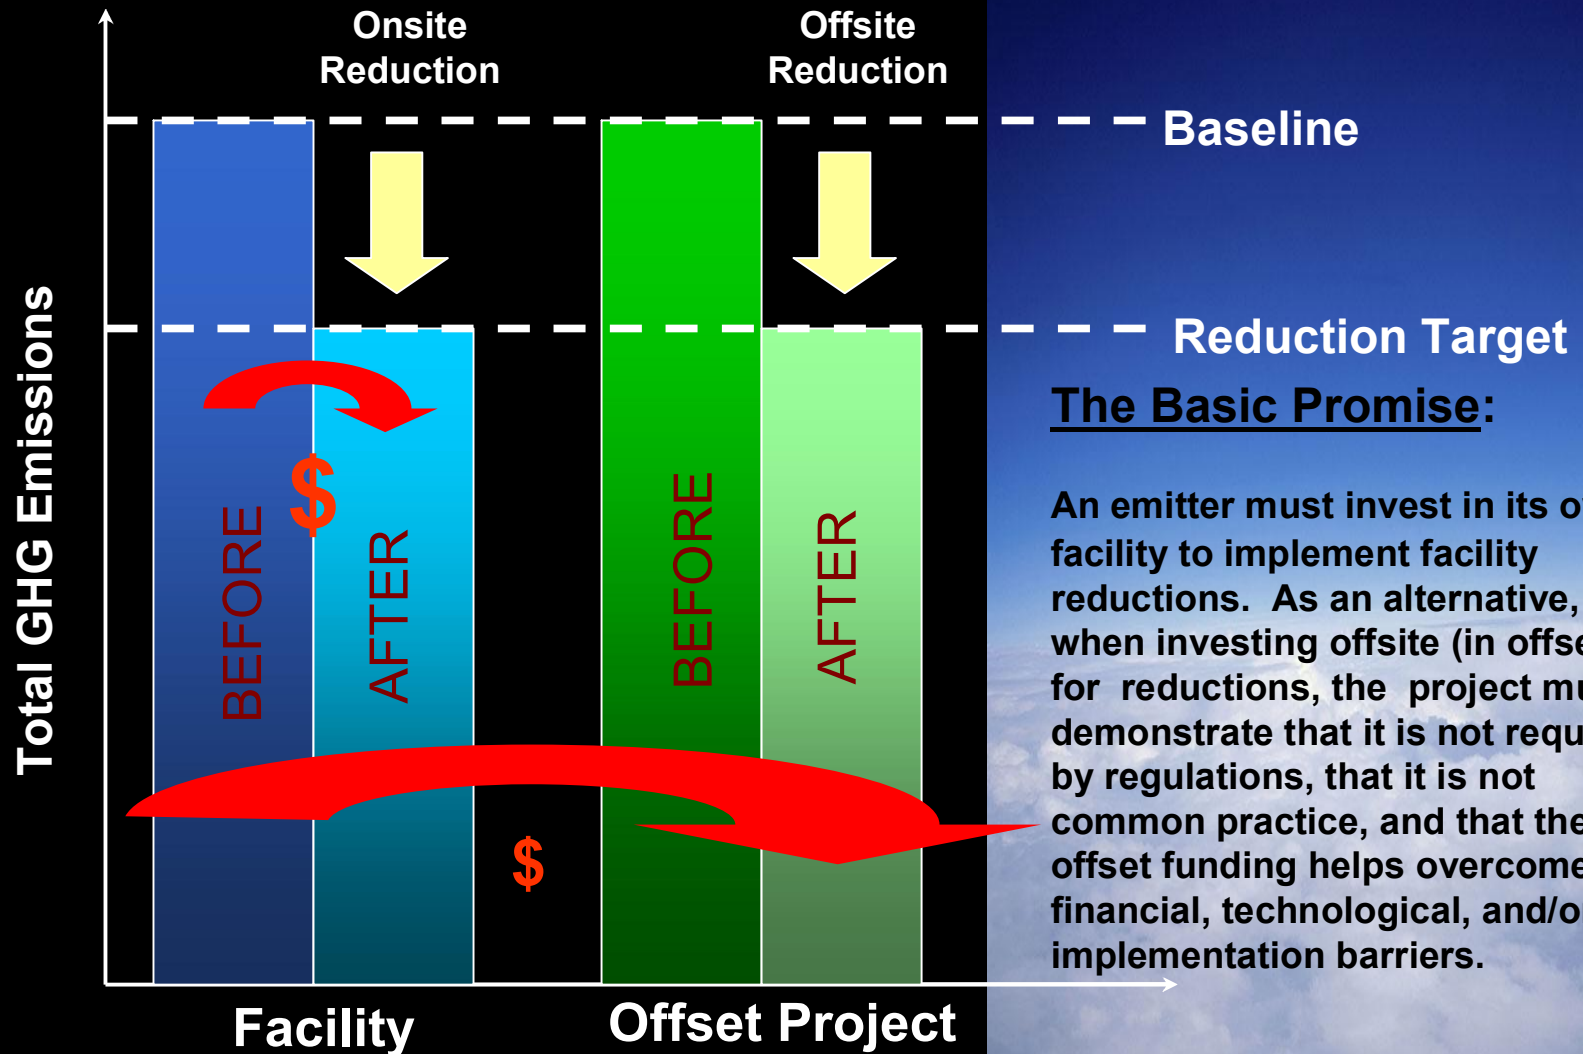 Onsite
Reduction
Offsite
Reduction
Baseline
Reduction Target
Total GHG Emissions
$
BEFORE
AFTER
BEFORE
AFTER
$
Facility
Offset Project
The Basic Promise:
An emitter must invest in its
facility to implement facility
reductions. As an alternative,
when investing offsite (in
for reductions, the project
demonstrate that it is not
by regulations, that it is not
common practice, and that the
offset funding helps overcome
financial, technological,
implementation barriers.